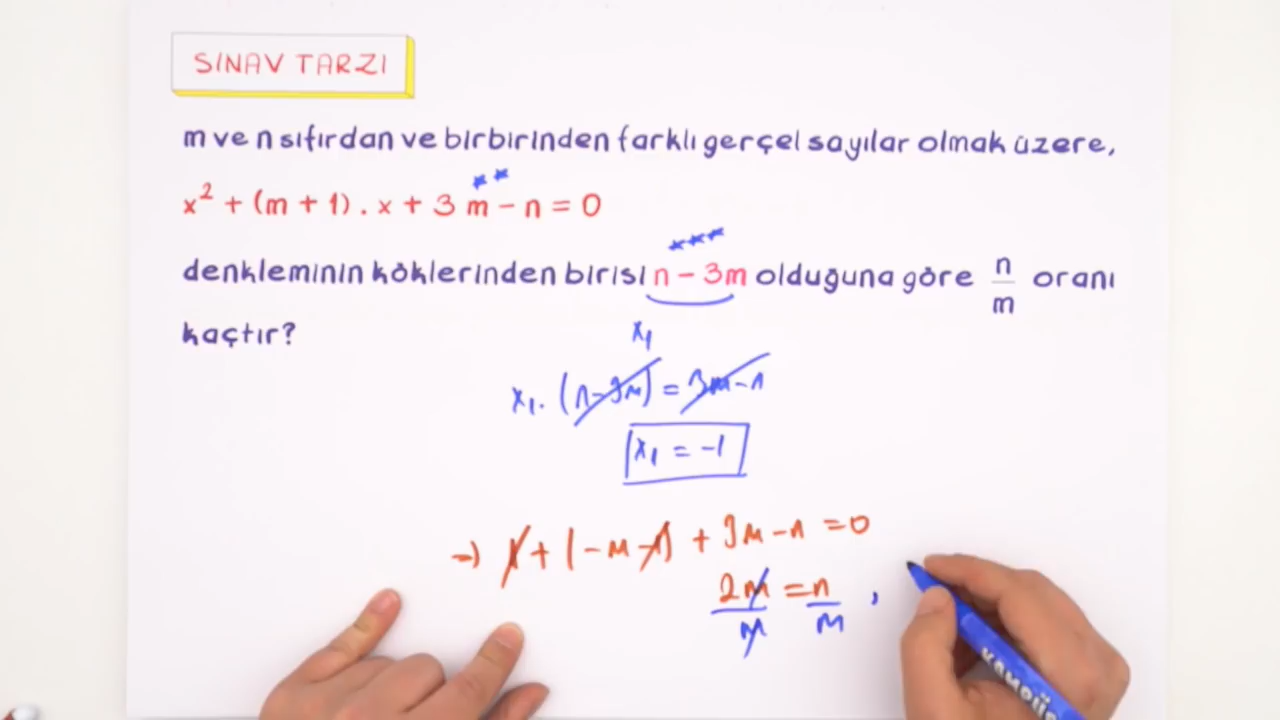 SINAV TARZI
m ve n sıfırdan ve birbirinden farklı gerçel sayılar olmak üzere,
**
x² + (m + 1) . x + 3 m - n = 0
***
denkleminin köklerinden birisi n - 3m olduğuna göre n/m oranı
kaçtır?
x₁
x₁. (n-3m) = 3m-n
x₁ = -1
→) 1 + (-m-1) + 3m-n = 0
2m/m = n/m ,